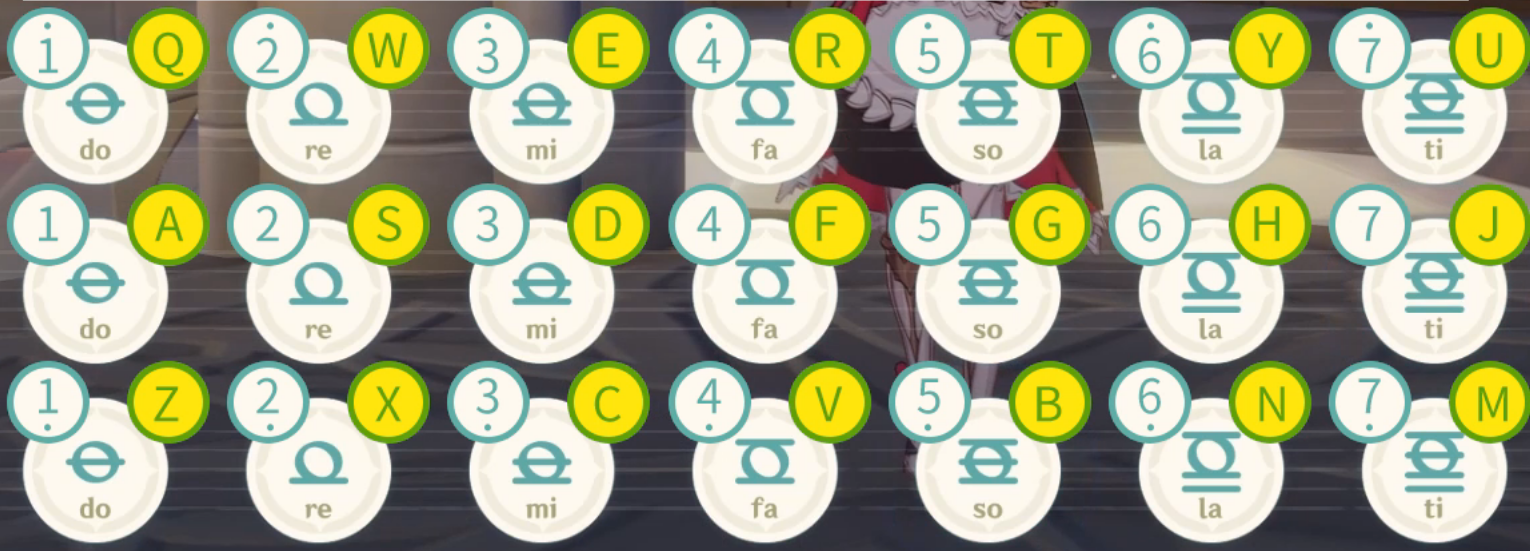 1̇ Q 2̇ W 3̇ E 4̇ R 5̇ T 6̇ Y 7̇ U
do re mi fa so la ti
1 A 2 S 3 D 4 F 5 G 6 H 7 J
do re mi fa so la ti
1̣ Z 2̣ X 3̣ C 4̣ V 5̣ B 6̣ N 7̣ M
do re mi fa so la ti